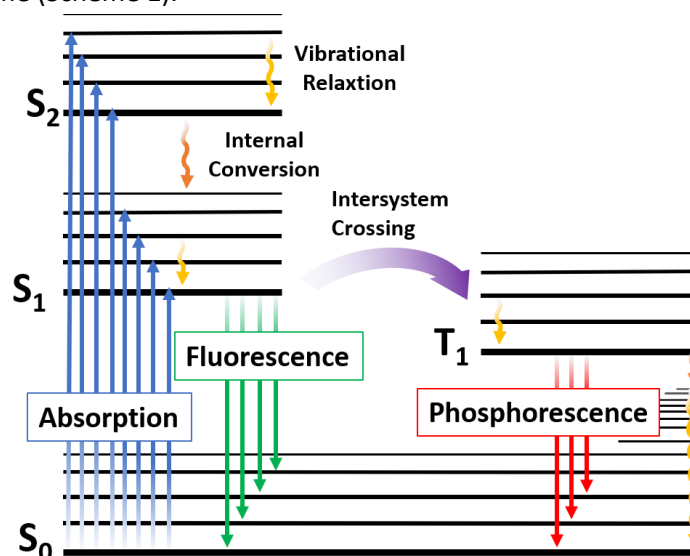 Vibrational
Relaxtion
S2
Internal
Conversion
Intersystem
Crossing
S1
T1
Fluorescence
Absorption
Phosphorescence
S0